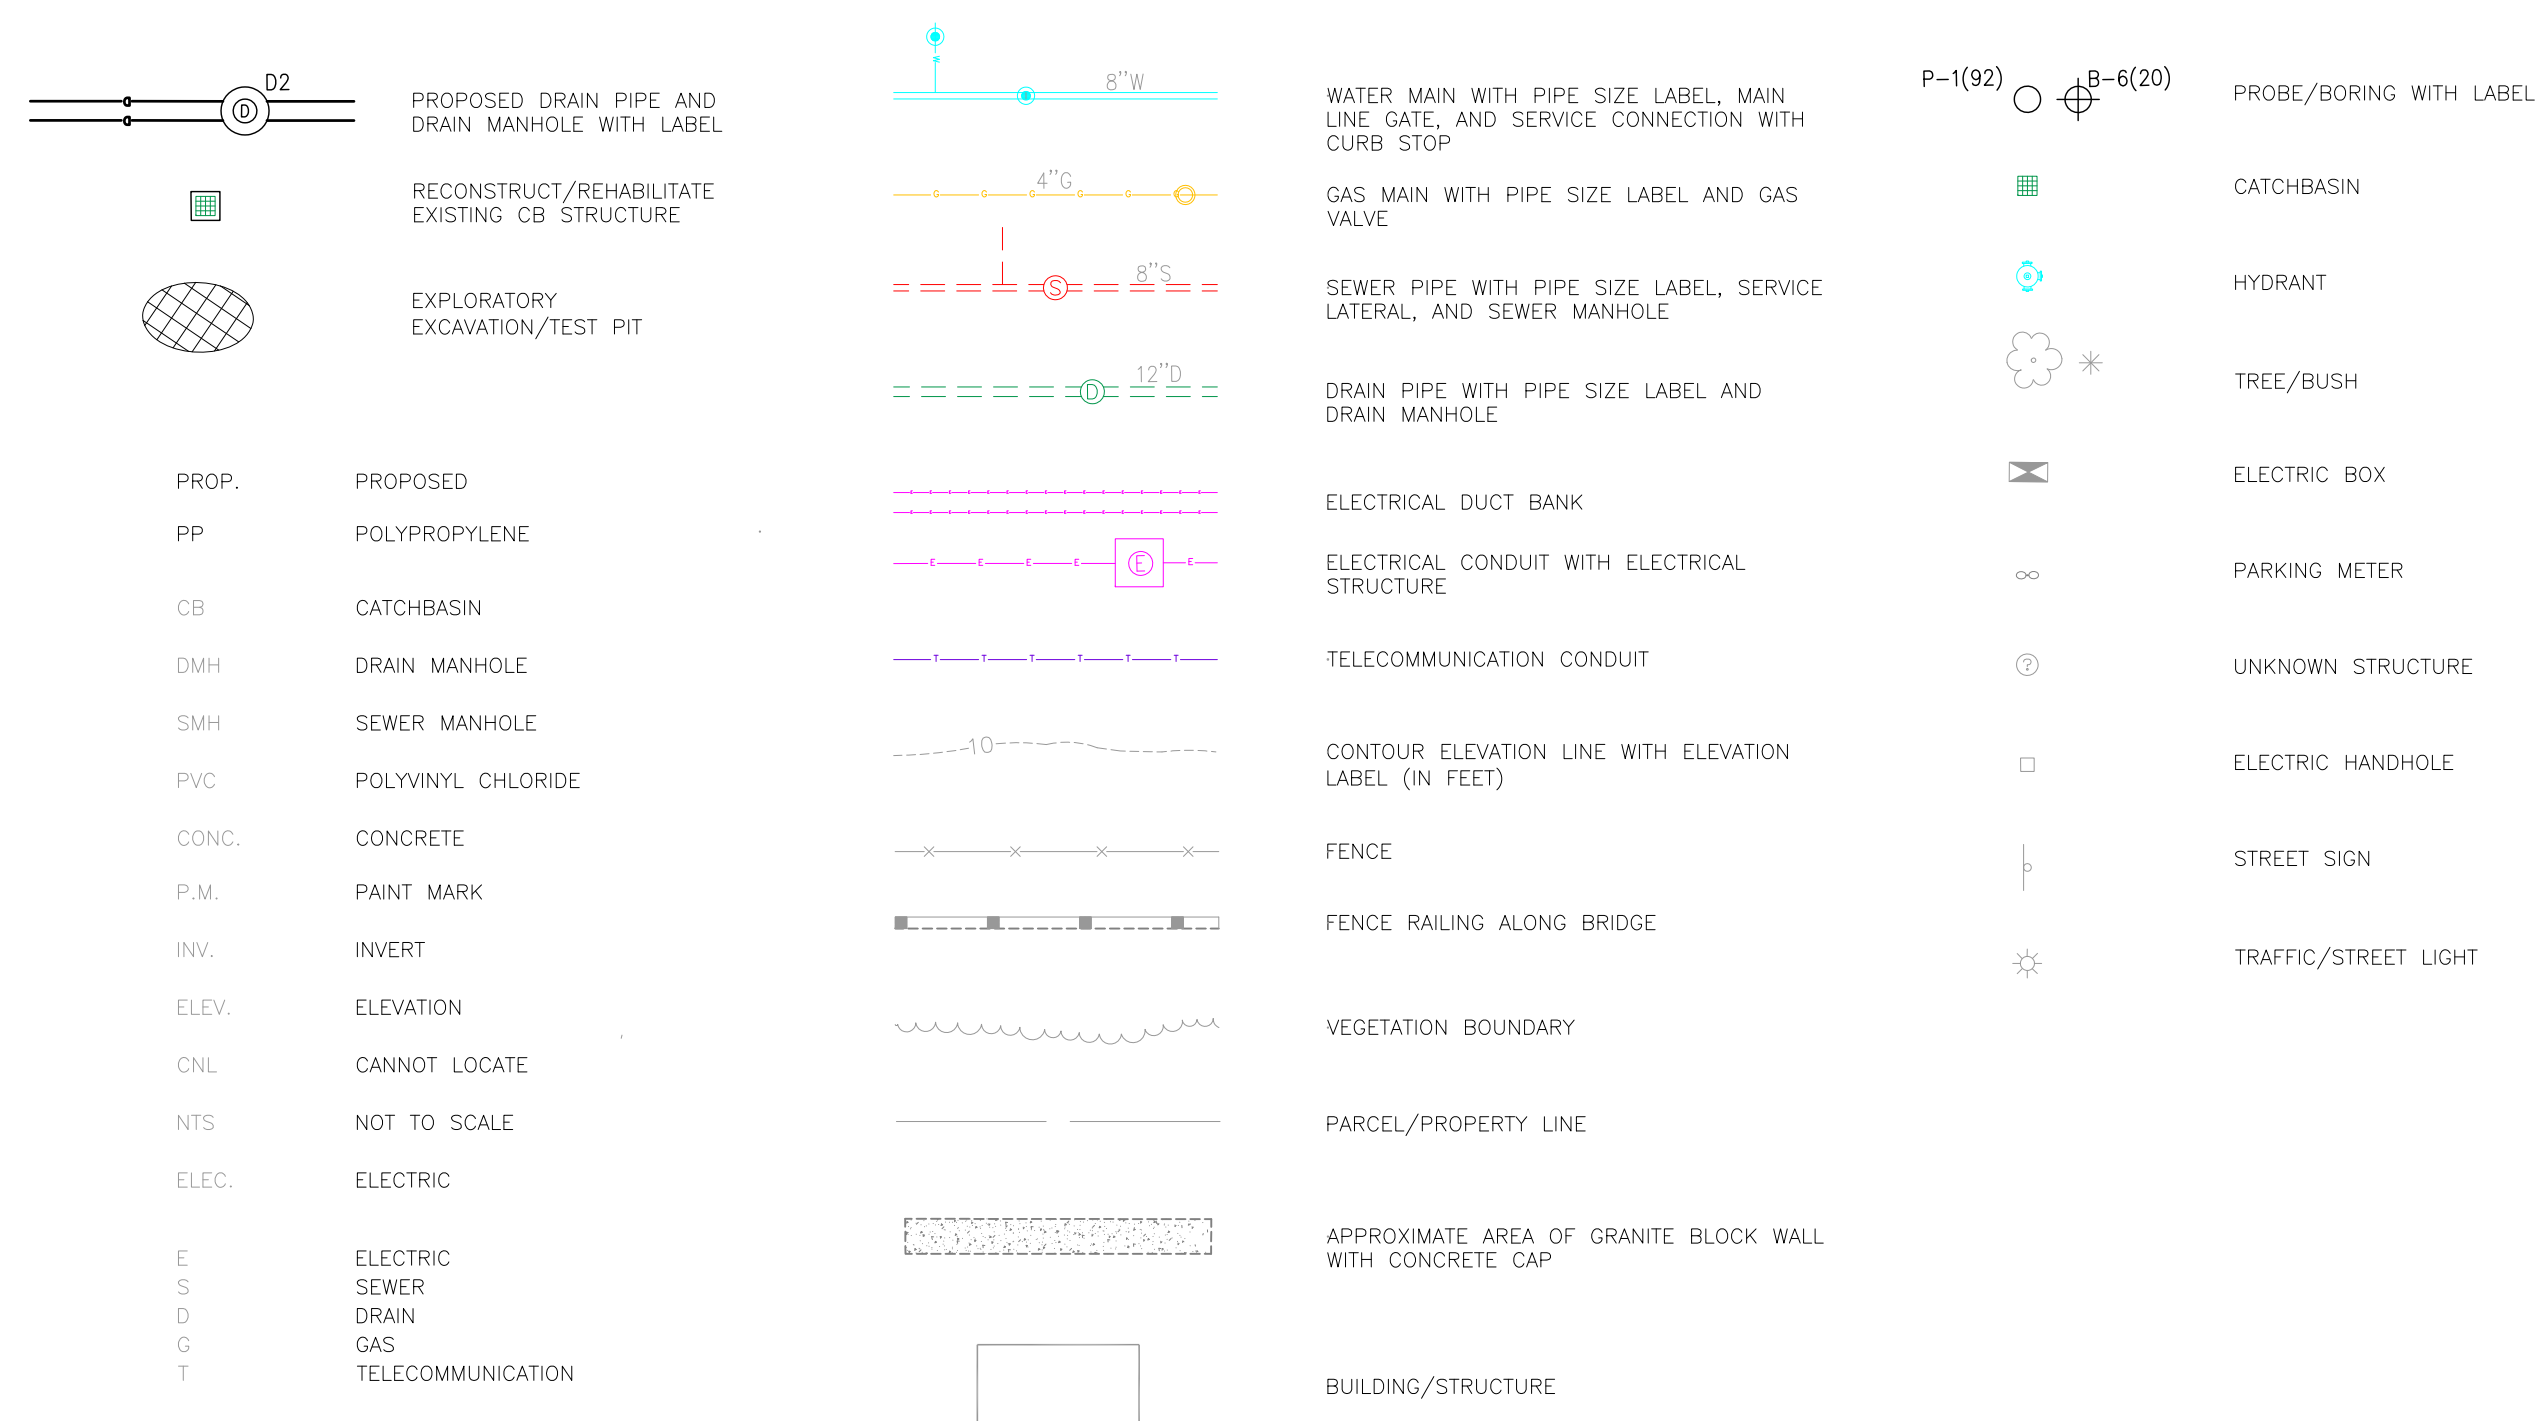 D2
PROPOSED DRAIN PIPE AND
DRAIN MANHOLE WITH LABEL
D
D
D
RECONSTRUCT/REHABILITATE
EXISTING CB STRUCTURE
EXPLORATORY
EXCAVATION/TEST PIT
PROP. PROPOSED
PP POLYPROPYLENE
CB CATCHBASIN
DMH DRAIN MANHOLE
SMH SEWER MANHOLE
PVC POLYVINYL CHLORIDE
CONC. CONCRETE
P.M. PAINT MARK
INV. INVERT
ELEV. ELEVATION
CNL CANNOT LOCATE
NTS NOT TO SCALE
ELEC. ELECTRIC
E ELECTRIC
S SEWER
D DRAIN
G GAS
T TELECOMMUNICATION
W
8"W
WATER MAIN WITH PIPE SIZE LABEL, MAIN
LINE GATE, AND SERVICE CONNECTION WITH
CURB STOP
4"G
G G G G G G
GAS MAIN WITH PIPE SIZE LABEL AND GAS
VALVE
8"S
S
SEWER PIPE WITH PIPE SIZE LABEL, SERVICE
LATERAL, AND SEWER MANHOLE
12"D
D
DRAIN PIPE WITH PIPE SIZE LABEL AND
DRAIN MANHOLE
E E E E E E E E E E E E E E E E
E E E E E E E E E E E E E E E E
ELECTRICAL DUCT BANK
E E E E E E
ELECTRICAL CONDUIT WITH ELECTRICAL
STRUCTURE
T T T T T T
TELECOMMUNICATION CONDUIT
10
CONTOUR ELEVATION LINE WITH ELEVATION
LABEL (IN FEET)
FENCE
FENCE RAILING ALONG BRIDGE
VEGETATION BOUNDARY
PARCEL/PROPERTY LINE
APPROXIMATE AREA OF GRANITE BLOCK WALL
WITH CONCRETE CAP
BUILDING/STRUCTURE
P-1(92) B-6(20)
PROBE/BORING WITH LABEL
CATCHBASIN
HYDRANT
TREE/BUSH
ELECTRIC BOX
PARKING METER
?
UNKNOWN STRUCTURE
ELECTRIC HANDHOLE
STREET SIGN
TRAFFIC/STREET LIGHT